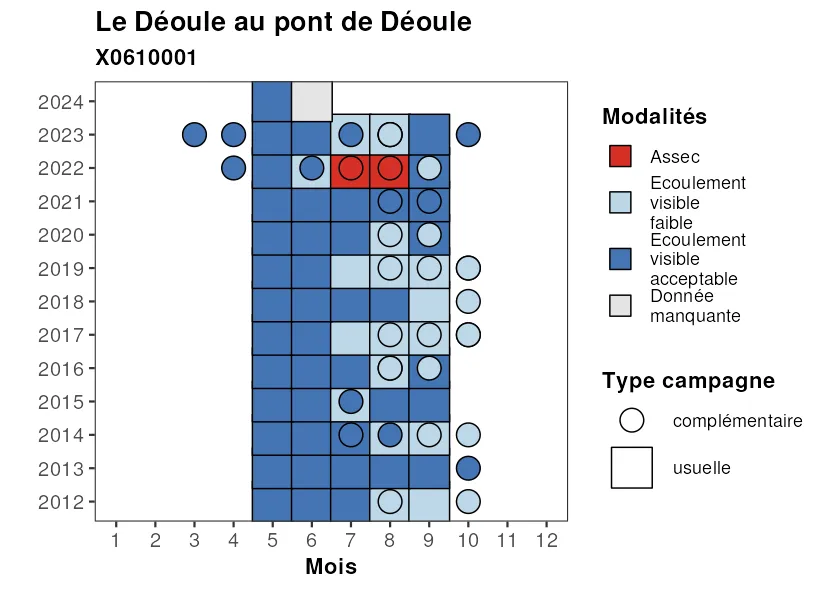 Le Déoule au pont de Déoule
X0610001
2024
2023
2022
2021
2020
2019
2018
2017
2016
2015
2014
2013
2012
1 2 3 4 5 6 7 8 9 10 11 12
Mois
Modalités
Assec
Ecoulement
visible
faible
Ecoulement
visible
acceptable
Donnée
manquante
Type campagne
complémentaire
usuelle